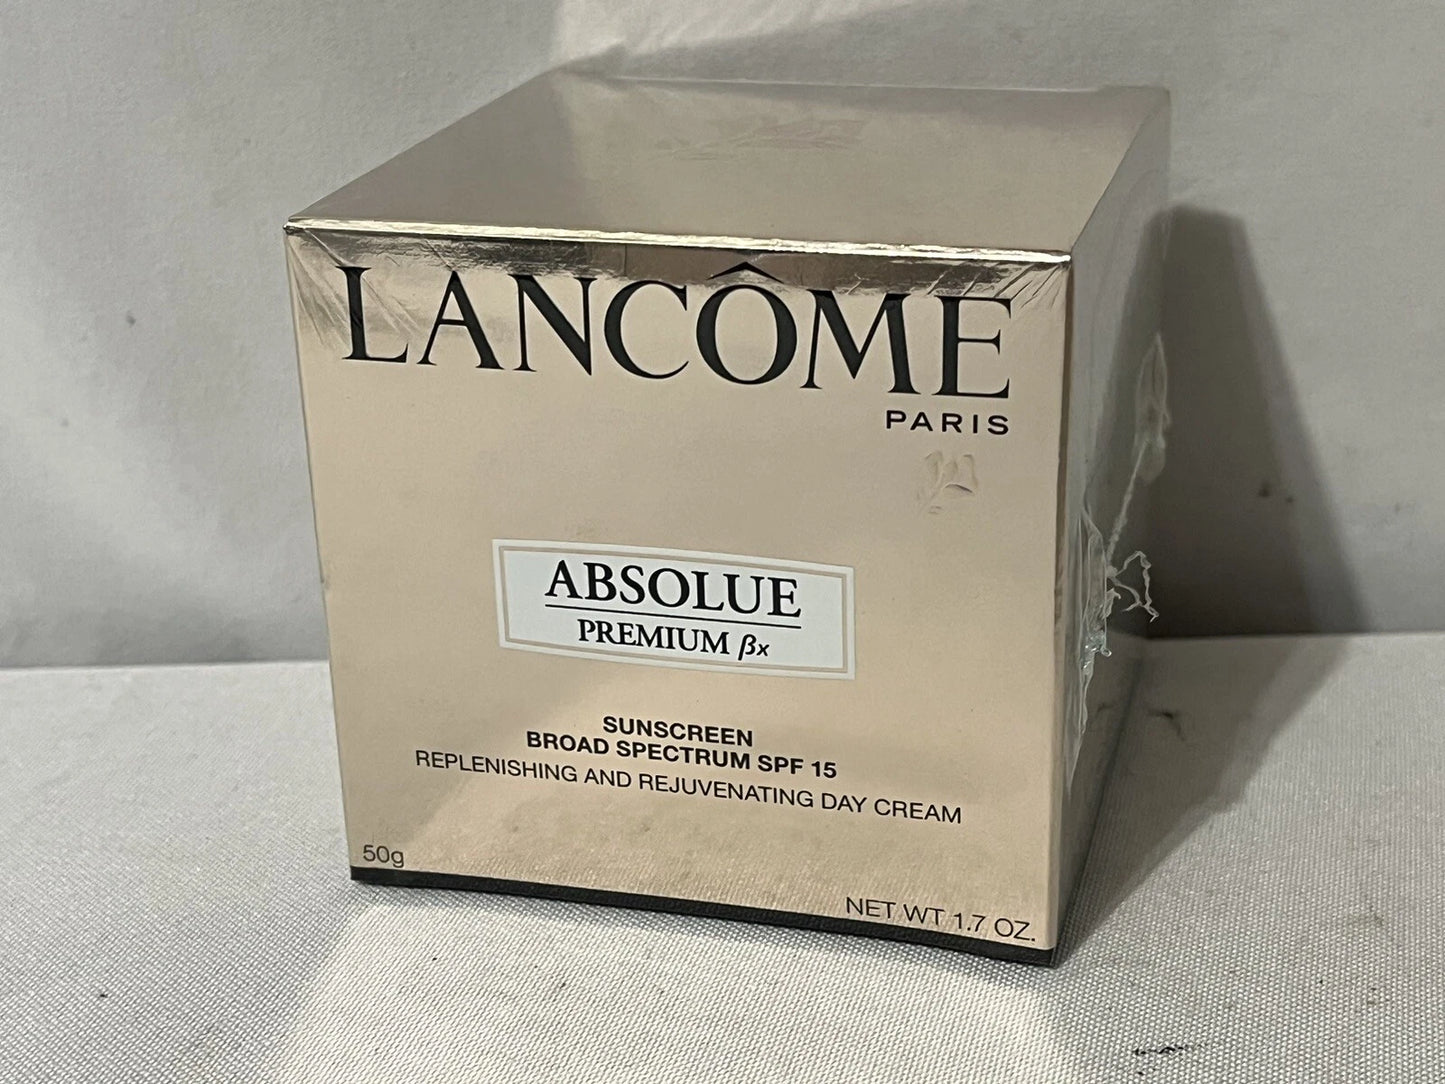 LANCÔME
PARIS
ABSOLUE
PREMIUM βx
SUNSCREEN
BROAD SPECTRUM SPF 15
REPLENISHING AND REJUVENATING DAY CREAM
50g
NET WT 1.7 OZ.